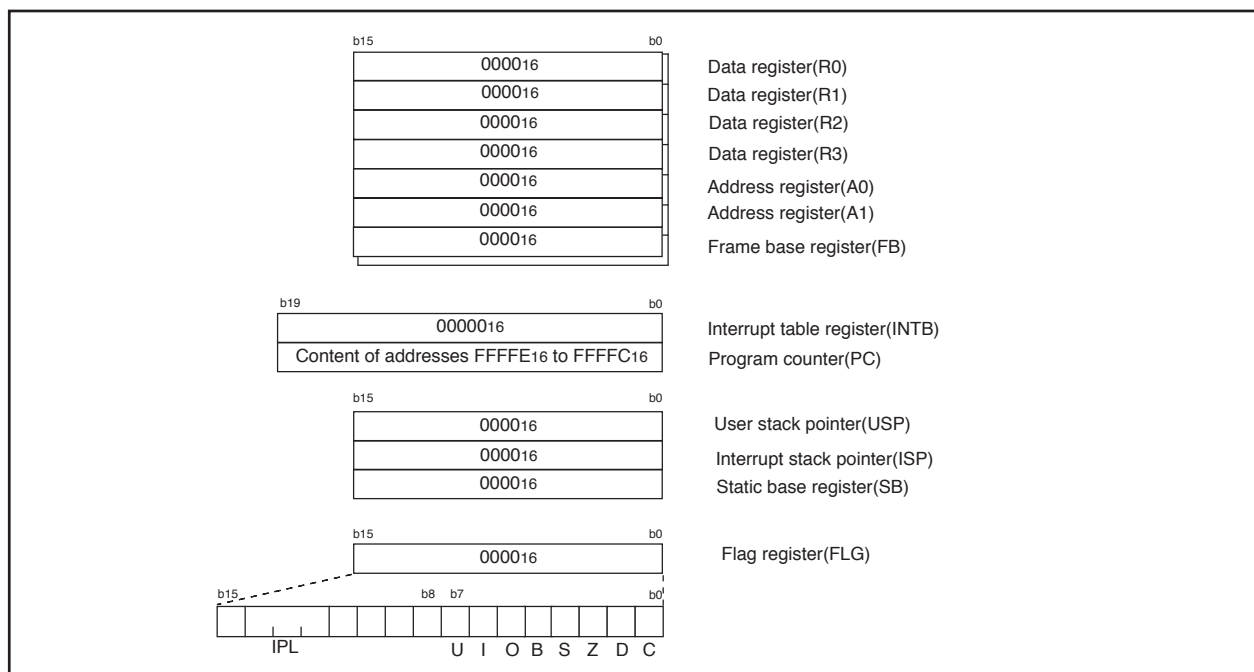 b15 b0
000016 Data register(R0)
000016 Data register(R1)
000016 Data register(R2)
000016 Data register(R3)
000016 Address register(A0)
000016 Address register(A1)
000016 Frame base register(FB)
b19 b0
0000016 Interrupt table register(INTB)
Content of addresses FFFFE16 to FFFFC16 Program counter(PC)
b15 b0
000016 User stack pointer(USP)
000016 Interrupt stack pointer(ISP)
000016 Static base register(SB)
b15 b0
000016 Flag register(FLG)
b15 b8 b7 b0
IPL U I O B S Z D C